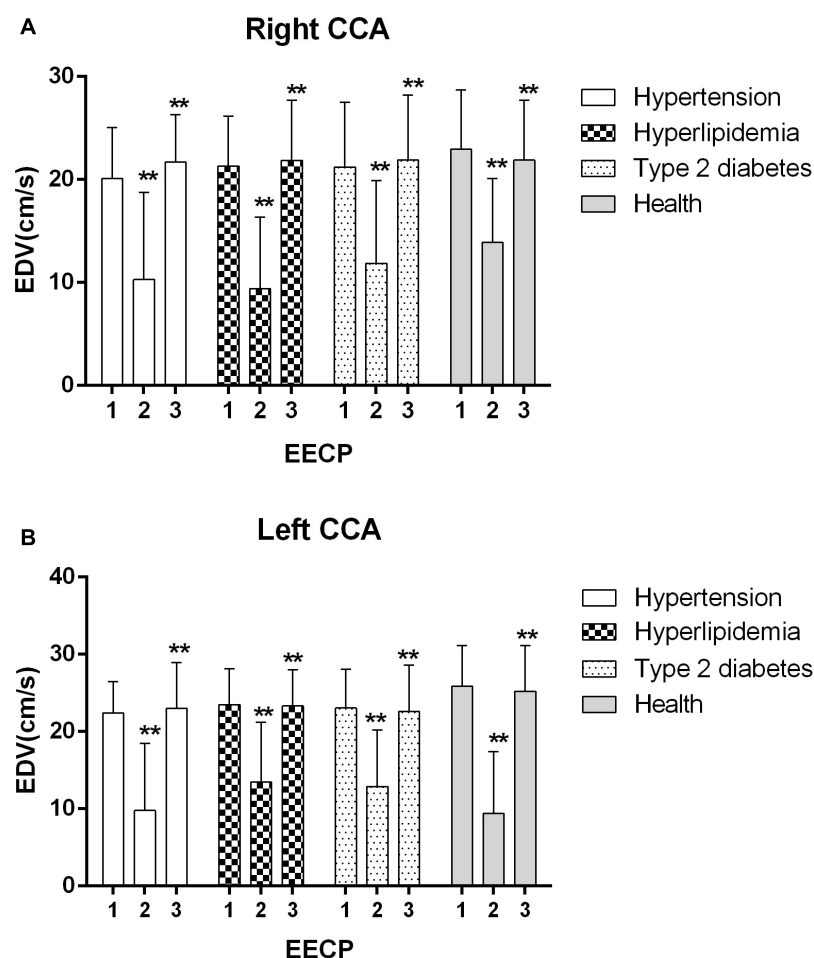 A
Right CCA
30
20
10
0
EDV(cm/s)
** ** ** ** ** ** ** **
1 2 3 1 2 3 1 2 3 1 2 3
EECP
Hypertension
Hyperlipidemia
Type 2 diabetes
Health
B
Left CCA
40
30
20
10
0
EDV(cm/s)
** ** ** ** ** ** ** **
1 2 3 1 2 3 1 2 3 1 2 3
EECP
Hypertension
Hyperlipidemia
Type 2 diabetes
Health